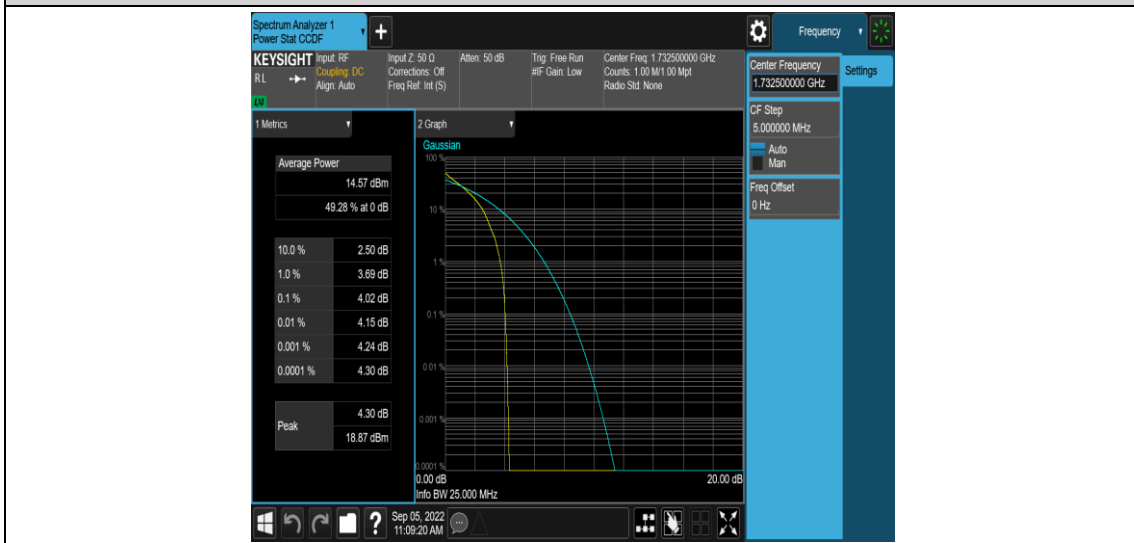 Spectrum Analyzer 1
Power Stat CCDF
+
Frequency
KEYSIGHT
RL
LXI
Input: RF
Coupling: DC
Align: Auto
Input Z: 50 Ω
Corrections: Off
Freq Ref: Int (S)
Atten: 50 dB
Trig: Free Run
#IF Gain: Low
Center Freq: 1.732500000 GHz
Counts: 1.00 M/1.00 Mpt
Radio Std: None
Center Frequency
1.732500000 GHz
Settings
CF Step
5.000000 MHz
Auto
Man
Freq Offset
0 Hz
1 Metrics
Average Power
14.57 dBm
49.28 % at 0 dB
10.0 % 2.50 dB
1.0 % 3.69 dB
0.1 % 4.02 dB
0.01 % 4.15 dB
0.001 % 4.24 dB
0.0001 % 4.30 dB
Peak
4.30 dB
18.87 dBm
2 Graph
Gaussian
100 %
10 %
1 %
0.1 %
0.01 %
0.001 %
0.0001 %
0.00 dB 20.00 dB
Info BW 25.000 MHz
?
Sep 05, 2022
11:09:20 AM